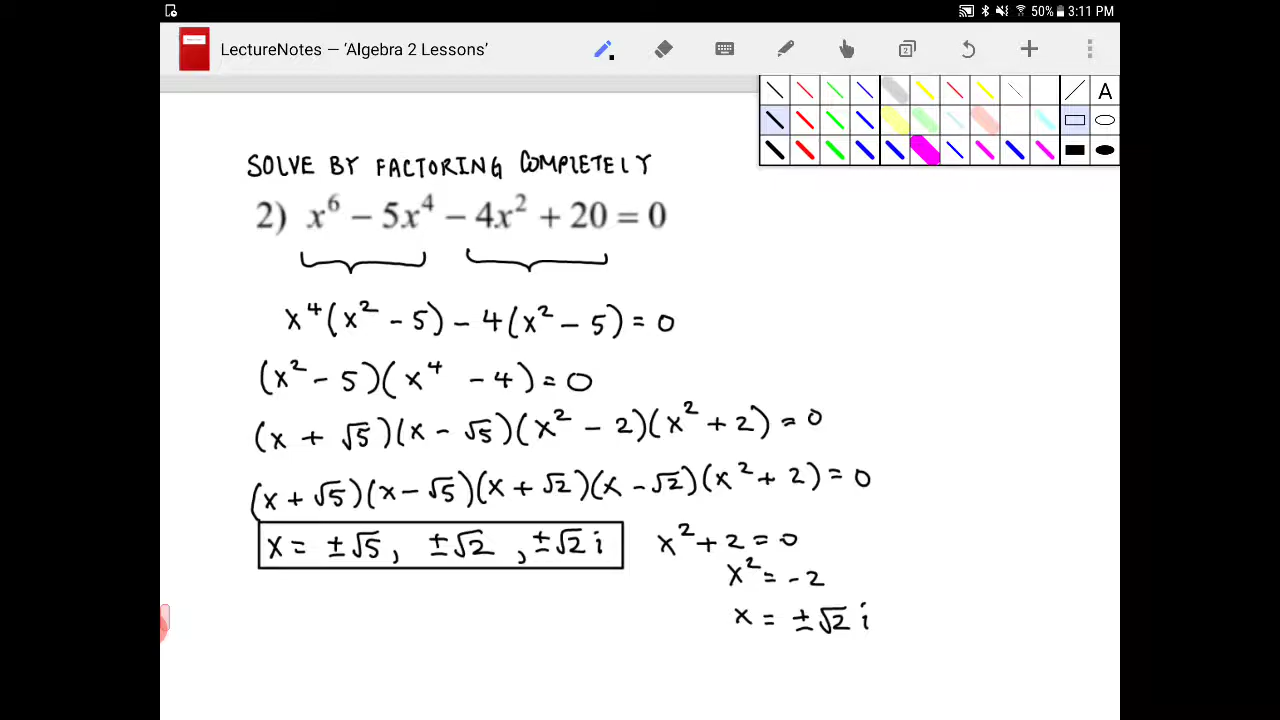 50% 3:11 PM
LectureNotes — ‘Algebra 2 Lessons’
2
A
SOLVE BY FACTORING COMPLETELY
2) x⁶ − 5x⁴ − 4x² + 20 = 0
x⁴(x² − 5) − 4(x² − 5) = 0
(x² − 5)(x⁴ − 4) = 0
(x + √5)(x − √5)(x² − 2)(x² + 2) = 0
(x + √5)(x − √5)(x + √2)(x − √2)(x² + 2) = 0
x = ±√5, ±√2, ±√2 i
x² + 2 = 0
x² = −2
x = ±√2 i